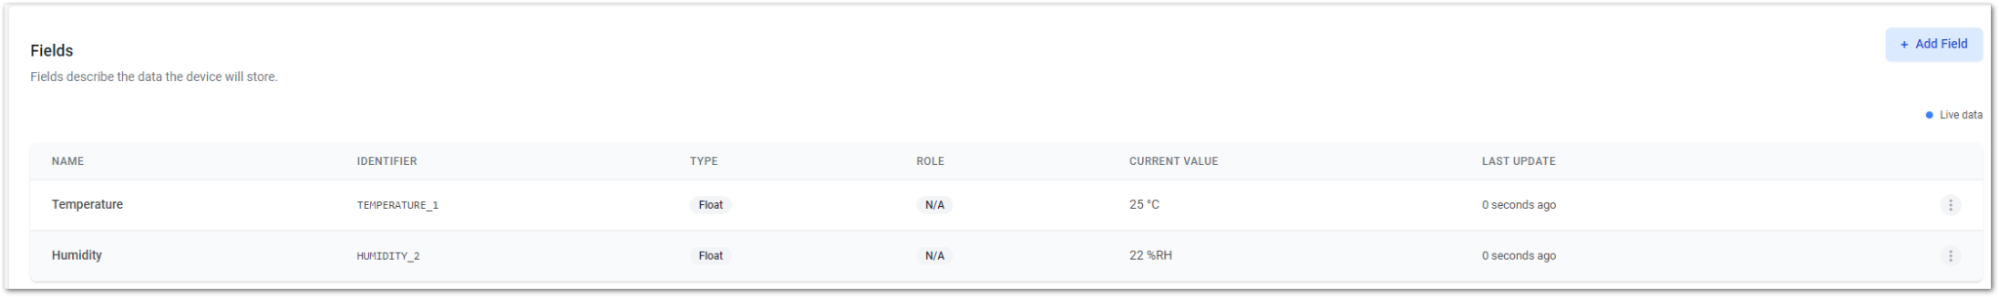 Fields
+ Add Field
Fields describe the data the device will store.
Live data
NAME IDENTIFIER TYPE ROLE CURRENT VALUE LAST UPDATE
Temperature TEMPERATURE_1 Float N/A 25 °C 0 seconds ago
Humidity HUMIDITY_2 Float N/A 22 %RH 0 seconds ago